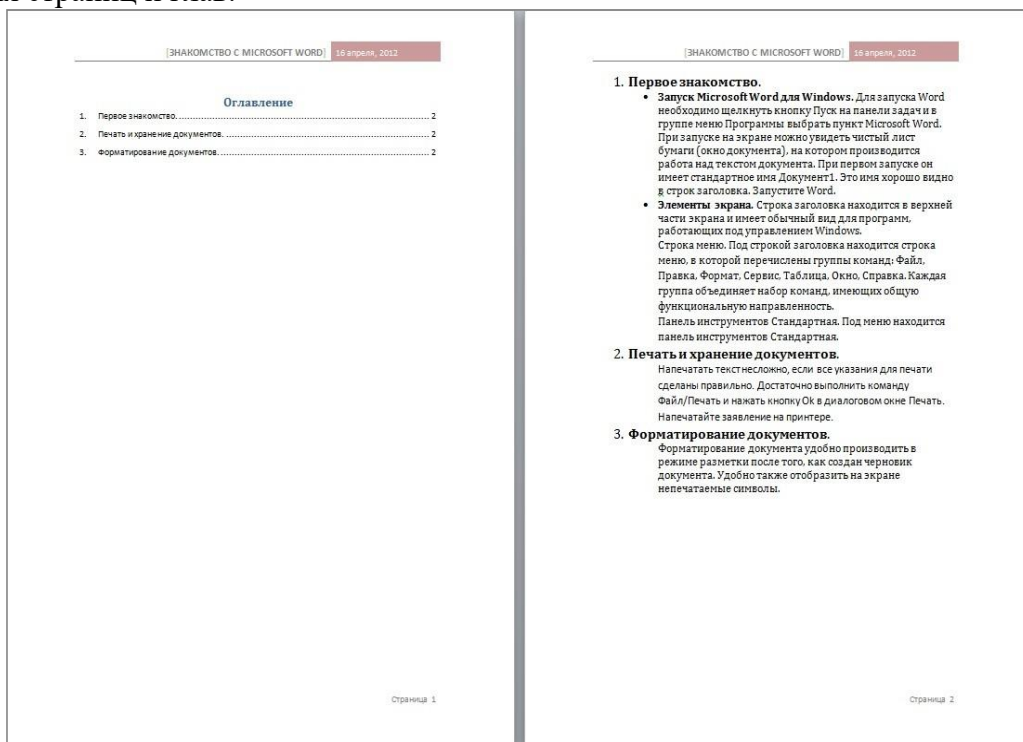 [ЗНАКОМСТВО С MICROSOFT WORD] 16 апреля, 2012
Оглавление
1. Первое знакомство. 2
2. Печать и хранение документов. 2
3. Форматирование документов. 2
Страница 1
[ЗНАКОМСТВО С MICROSOFT WORD] 16 апреля, 2012
1. Первое знакомство.
• Запуск Microsoft Word для Windows. Для запуска Word
необходимо щелкнуть кнопку Пуск на панели задач и в
группе меню Программы выбрать пункт Microsoft Word.
При запуске на экране можно увидеть чистый лист
бумаги (окно документа), на котором производится
работа над текстом документа. При первом запуске он
имеет стандартное имя Документ1. Это имя хорошо видно
в строк заголовка. Запустите Word.
• Элементы экрана. Строка заголовка находится в верхней
части экрана и имеет обычный вид для программ,
работающих под управлением Windows.
Строка меню. Под строкой заголовка находится строка
меню, в которой перечислены группы команд: Файл,
Правка, Формат, Сервис, Таблица, Окно, Справка. Каждая
группа объединяет набор команд, имеющих общую
функциональную направленность.
Панель инструментов Стандартная. Под меню находится
панель инструментов Стандартная.
2. Печать и хранение документов.
Напечатать текст несложно, если все указания для печати
сделаны правильно. Достаточно выполнить команду
Файл/Печать и нажать кнопку Ok в диалоговом окне Печать.
Напечатайте заявление на принтере.
3. Форматирование документов.
Форматирование документа удобно производить в
режиме разметки после того, как создан черновик
документа. Удобно также отобразить на экране
непечатаемые символы.
Страница 2